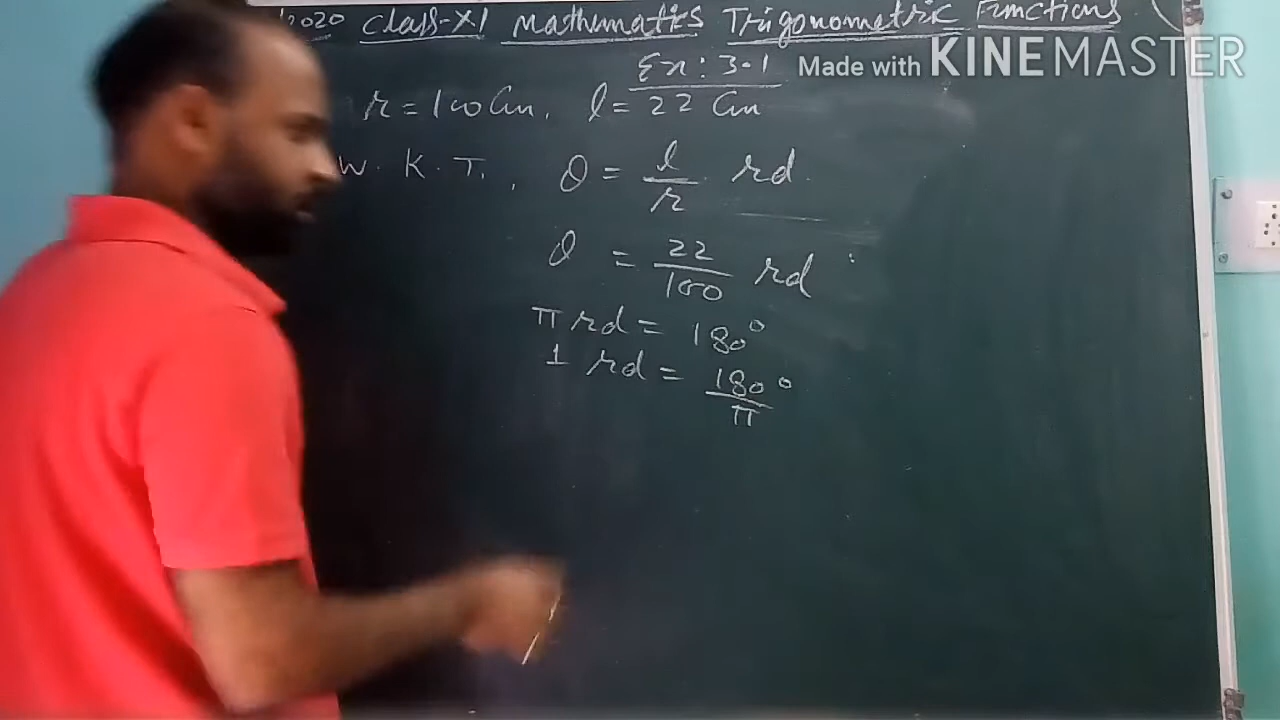 2020 Class-XI Mathematics Trigonometric Functions
Ex: 3.1
Made with KINEMASTER
r = 100 Cm, l = 22 Cm
W. K. T., θ = l/r rd.
θ = 22/100 rd
π rd = 180°
1 rd = 180°/π